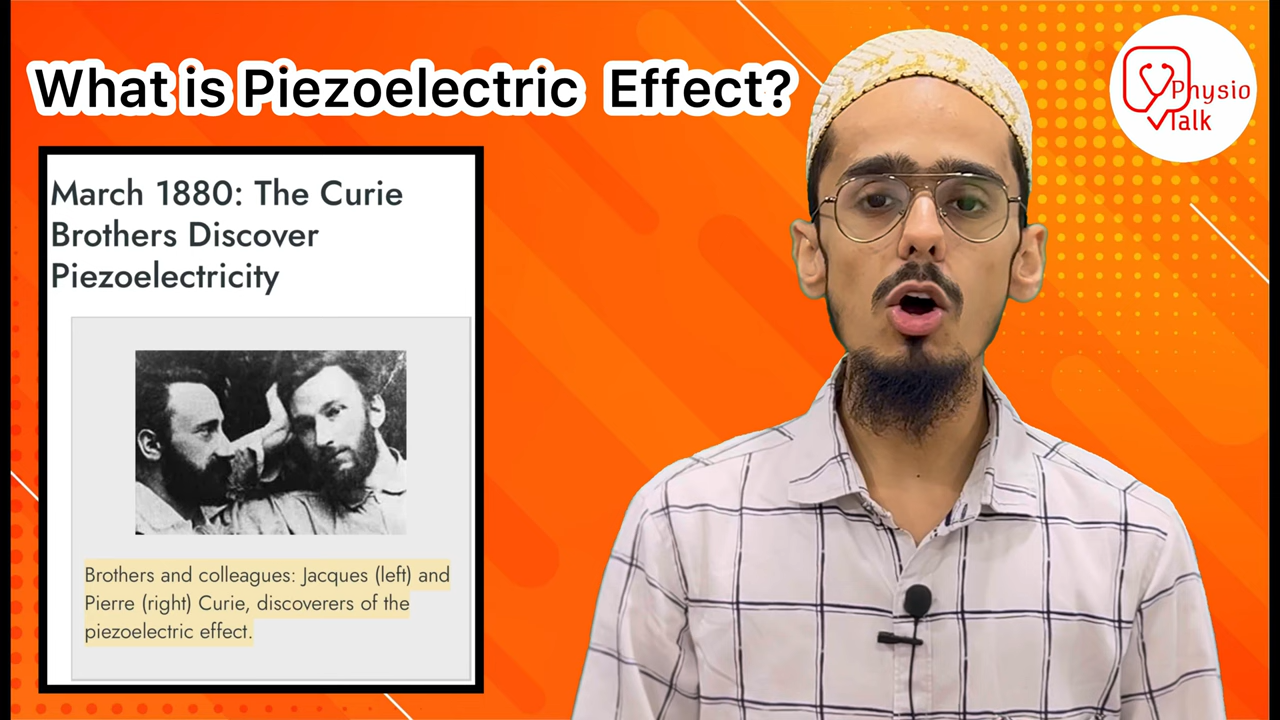 What is Piezoelectric Effect?
Physio
Talk
March 1880: The Curie
Brothers Discover
Piezoelectricity
Brothers and colleagues: Jacques (left) and
Pierre (right) Curie, discoverers of the
piezoelectric effect.